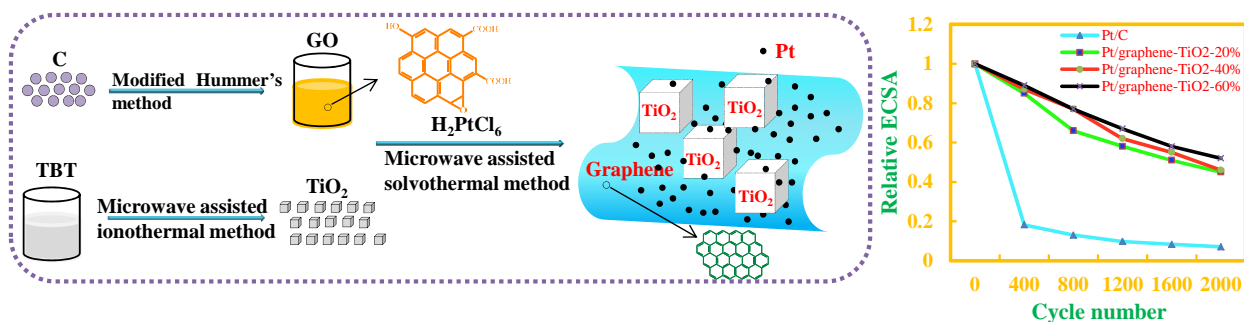 C
Modified Hummer's
method
GO
HO
COOH
COOH
O
H2PtCl6
Microwave assisted
solvothermal method
TBT
Microwave assisted
ionothermal method
TiO2
Pt
TiO2
TiO2
TiO2
TiO2
Graphene
Relative ECSA
1.2
1
0.8
0.6
0.4
0.2
0
Pt/C
Pt/graphene-TiO2-20%
Pt/graphene-TiO2-40%
Pt/graphene-TiO2-60%
0 400 800 1200 1600 2000
Cycle number